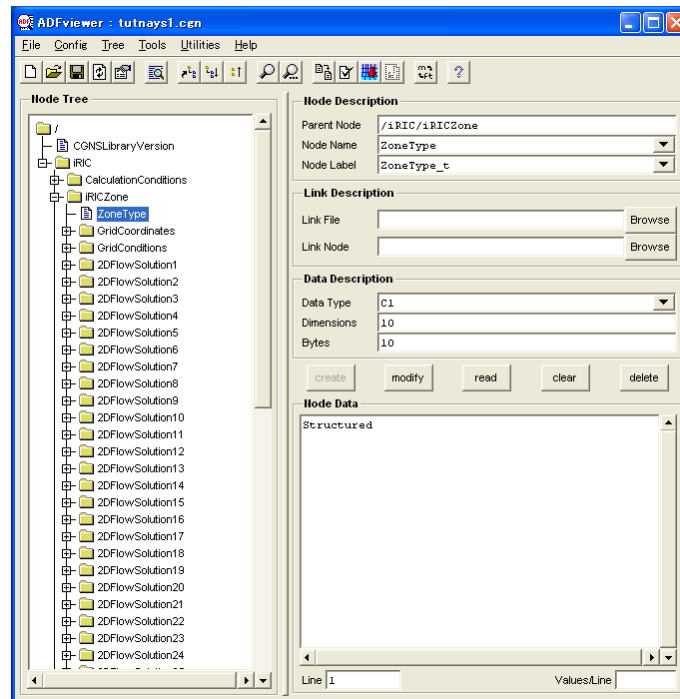 ADFviewer : tutnays1.cgn
File Config Tree Tools Utilities Help
Node Tree
/
CGNSLibraryVersion
iRIC
CalculationConditions
iRICZone
ZoneType
GridCoordinates
GridConditions
2DFlowSolution1
2DFlowSolution2
2DFlowSolution3
2DFlowSolution4
2DFlowSolution5
2DFlowSolution6
2DFlowSolution7
2DFlowSolution8
2DFlowSolution9
2DFlowSolution10
2DFlowSolution11
2DFlowSolution12
2DFlowSolution13
2DFlowSolution14
2DFlowSolution15
2DFlowSolution16
2DFlowSolution17
2DFlowSolution18
2DFlowSolution19
2DFlowSolution20
2DFlowSolution21
2DFlowSolution22
2DFlowSolution23
2DFlowSolution24
Node Description
Parent Node /iRIC/iRICZone
Node Name ZoneType
Node Label ZoneType_t
Link Description
Link File Browse
Link Node Browse
Data Description
Data Type C1
Dimensions 10
Bytes 10
create modify read clear delete
Node Data
Structured
Line 1 Values/Line